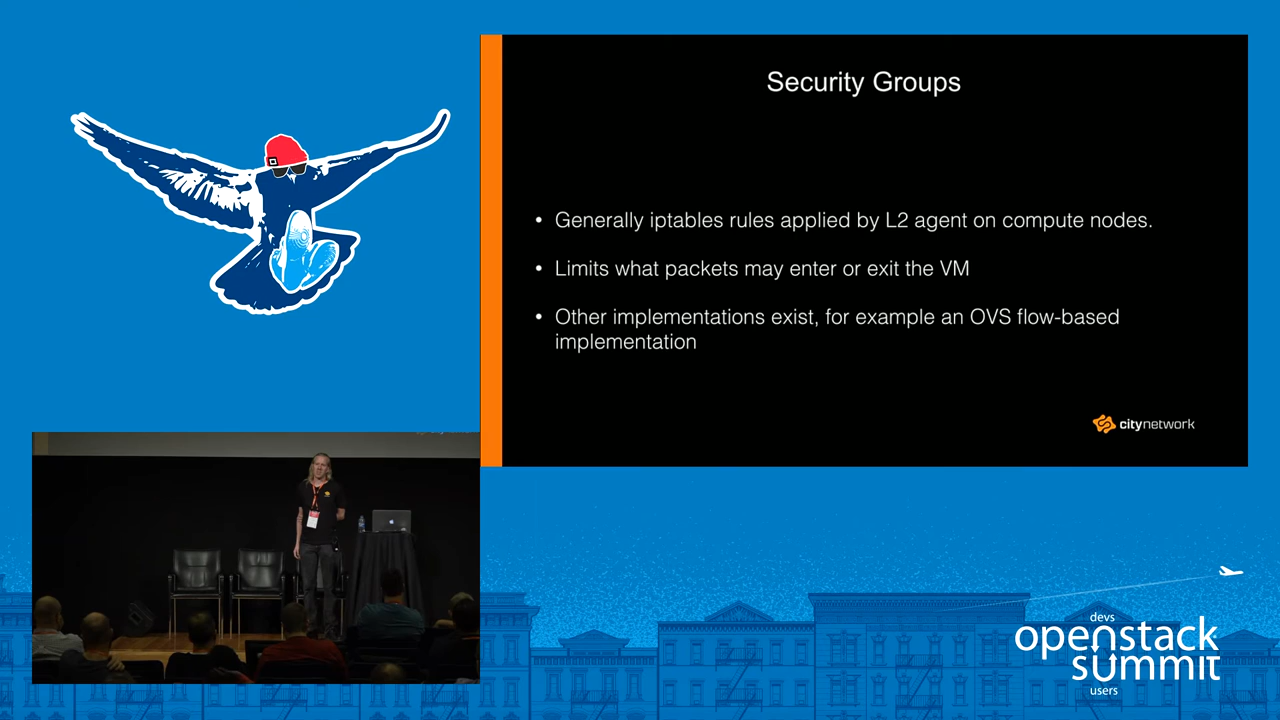 Security Groups
• Generally iptables rules applied by L2 agent on compute nodes.
• Limits what packets may enter or exit the VM
• Other implementations exist, for example an OVS flow-based
implementation
citynetwork
devs
openstack
summit
users